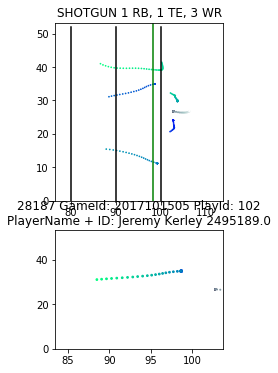 SHOTGUN 1 RB, 1 TE, 3 WR
50
40
30
20
10
0
80 90 100 110
28187 GameId: 2017101505 PlayId: 102
PlayerName + ID: Jeremy Kerley 2495189.0
40
20
0
85 90 95 100